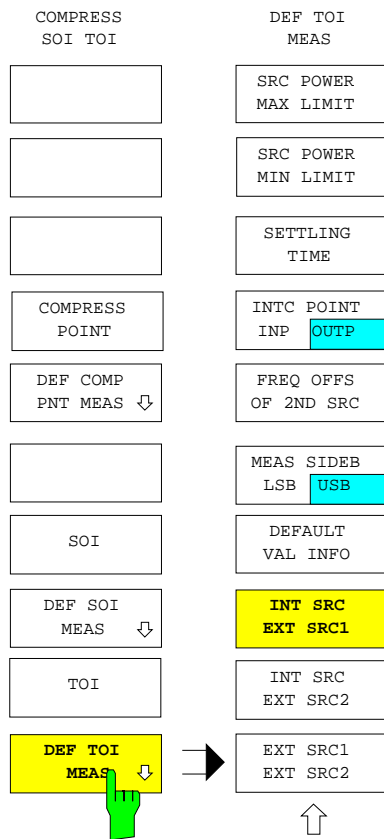 COMPRESS
SOI TOI
COMPRESS
POINT
DEF COMP
PNT MEAS
SOI
DEF SOI
MEAS
TOI
DEF TOI
MEAS
DEF TOI
MEAS
SRC POWER
MAX LIMIT
SRC POWER
MIN LIMIT
SETTLING
TIME
INTC POINT
INP OUTP
FREQ OFFS
OF 2ND SRC
MEAS SIDEB
LSB USB
DEFAULT
VAL INFO
INT SRC
EXT SRC1
INT SRC
EXT SRC2
EXT SRC1
EXT SRC2